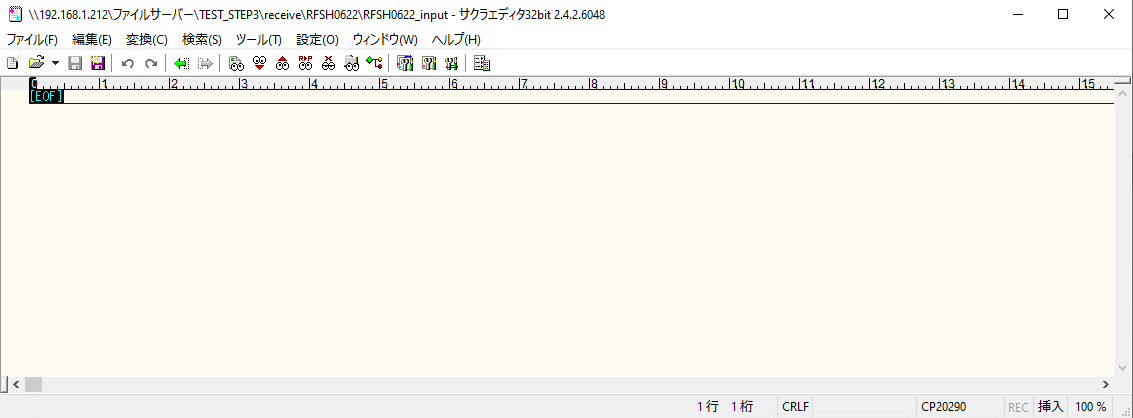 \\192.168.1.212\ファイルサーバー\TEST_STEP3\receive\RFSH0622\RFSH0622_input - サクラエディタ32bit 2.4.2.6048
ファイル(F) 編集(E) 変換(C) 検索(S) ツール(T) 設定(O) ウィンドウ(W) ヘルプ(H)
0 1 2 3 4 5 6 7 8 9 10 11 12 13 14 15
[EOF]
1 行 1 桁 CRLF CP20290 REC 挿入 100 %